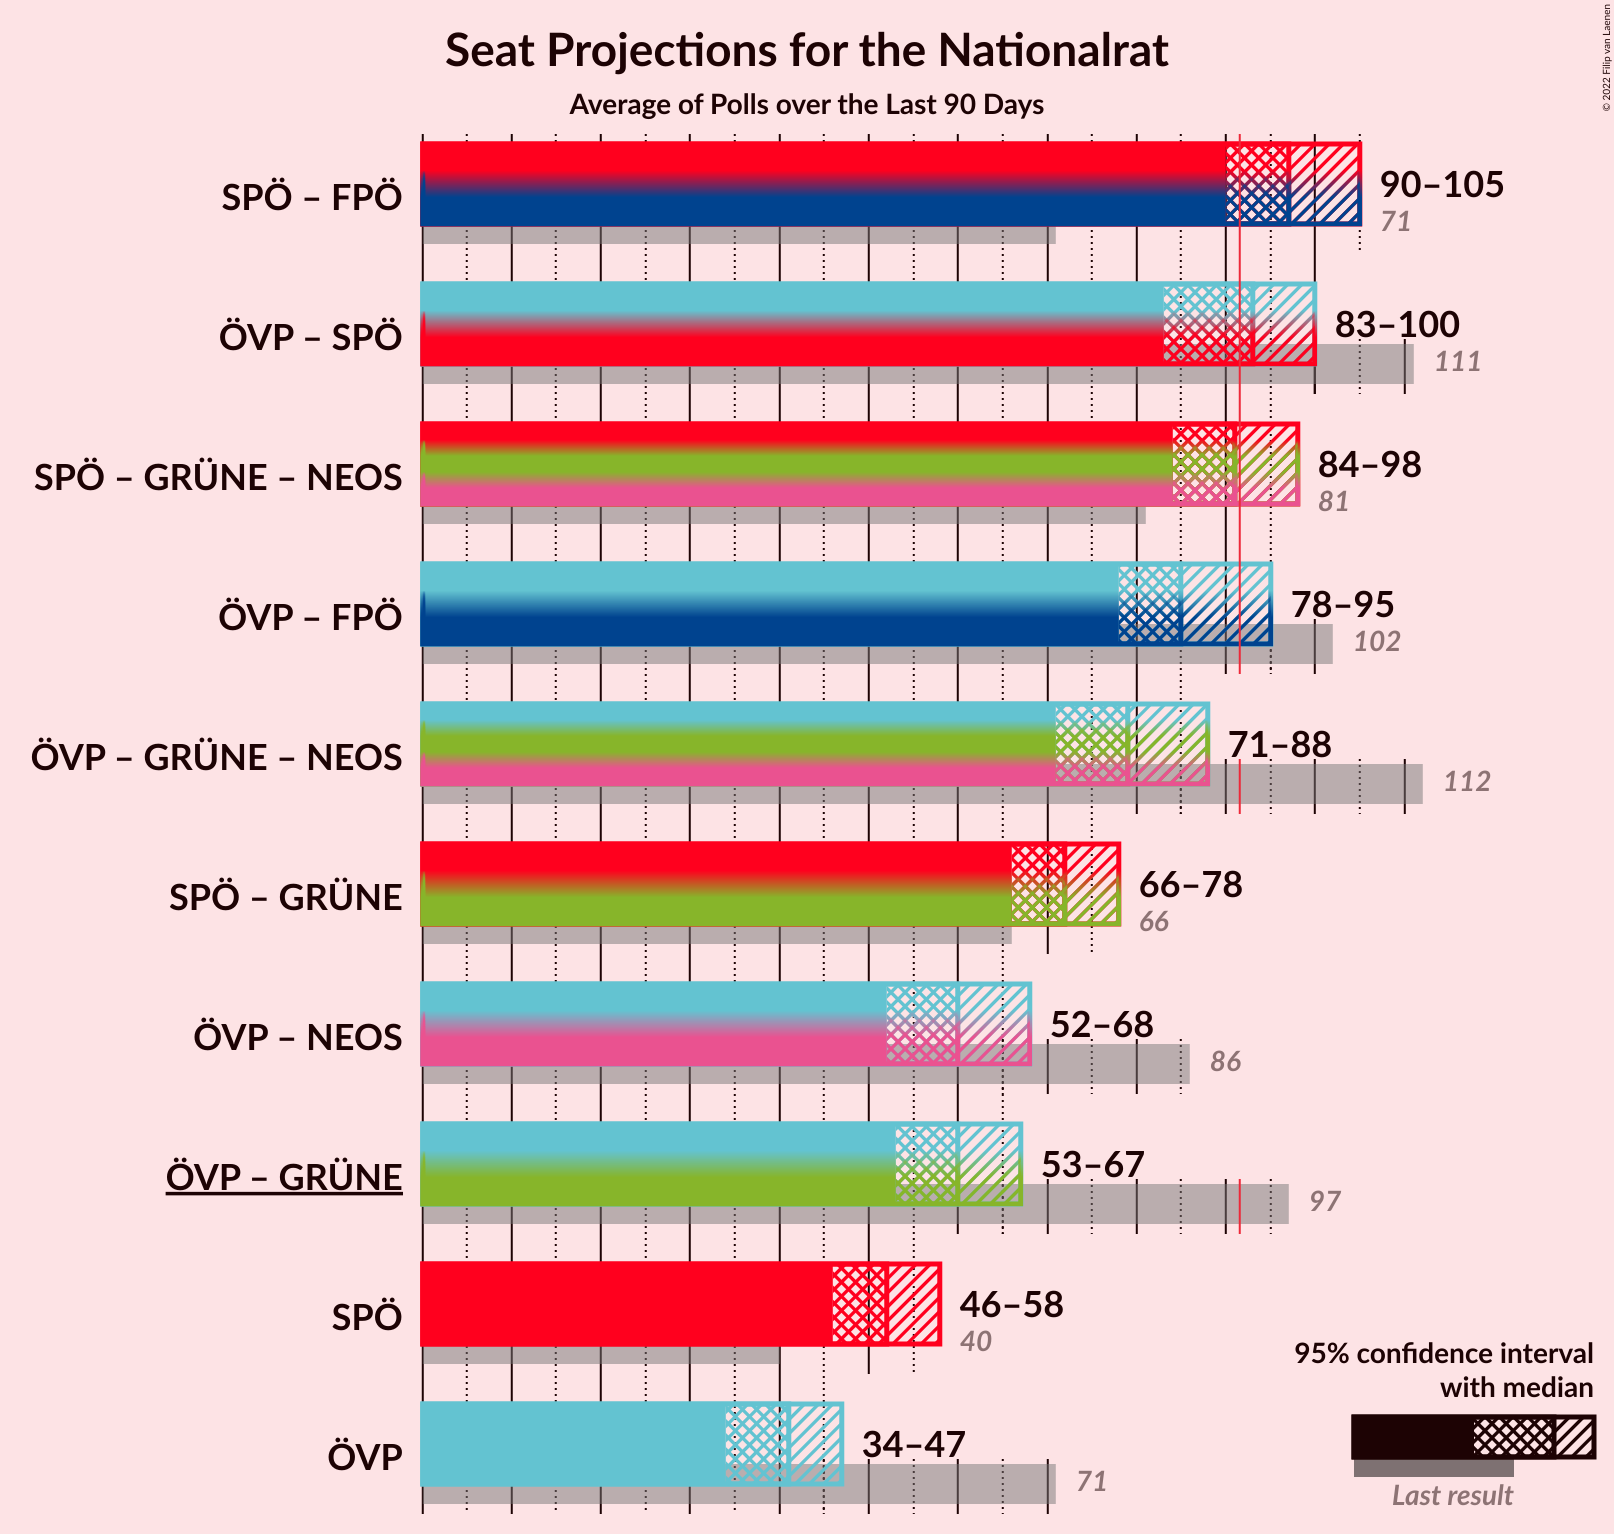 Seat Projections for the Nationalrat
Average of Polls over the Last 90 Days
© 2022 Filip van Laenen
SPÖ – FPÖ
90–105
71
ÖVP – SPÖ
83–100
111
SPÖ – GRÜNE – NEOS
84–98
81
ÖVP – FPÖ
78–95
102
ÖVP – GRÜNE – NEOS
71–88
112
SPÖ – GRÜNE
66–78
66
ÖVP – NEOS
52–68
86
ÖVP – GRÜNE
53–67
97
SPÖ
46–58
40
ÖVP
34–47
71
95% confidence interval
with median
Last result